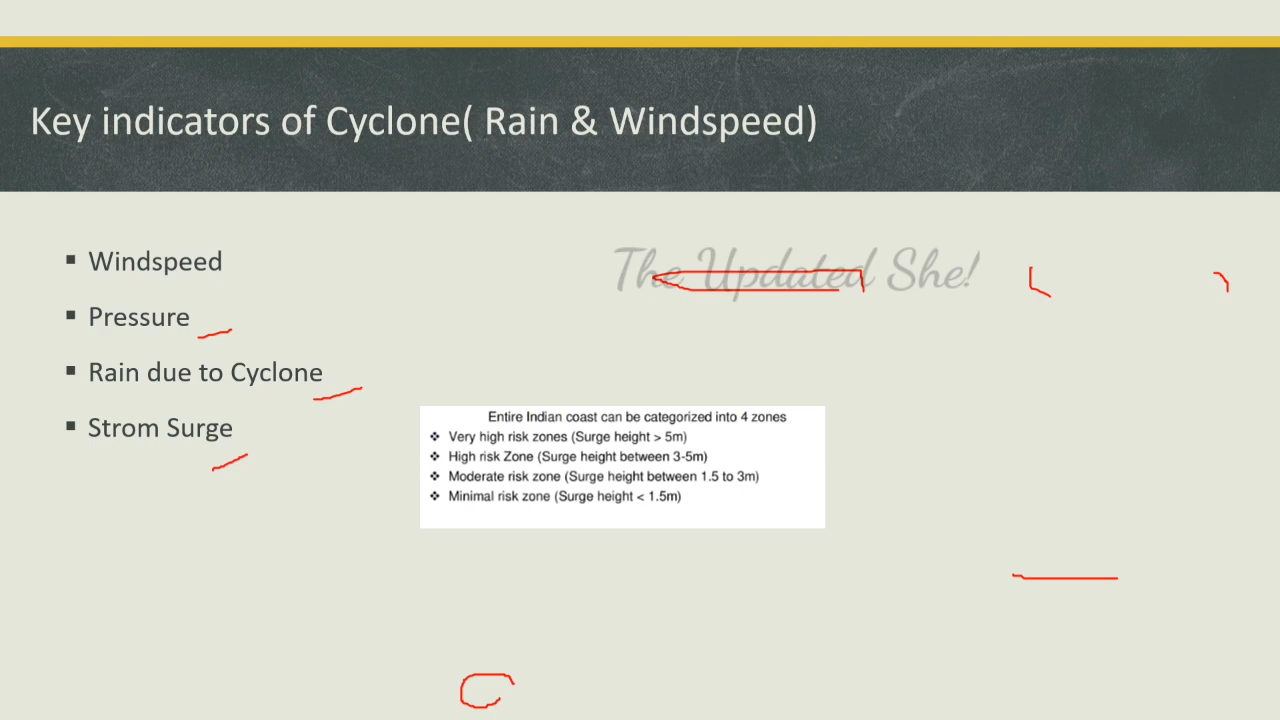 Key indicators of Cyclone( Rain & Windspeed)
The Updated She!
▪ Windspeed
▪ Pressure
▪ Rain due to Cyclone
▪ Strom Surge
Entire Indian coast can be categorized into 4 zones
❖ Very high risk zones (Surge height > 5m)
❖ High risk Zone (Surge height between 3-5m)
❖ Moderate risk zone (Surge height between 1.5 to 3m)
❖ Minimal risk zone (Surge height < 1.5m)